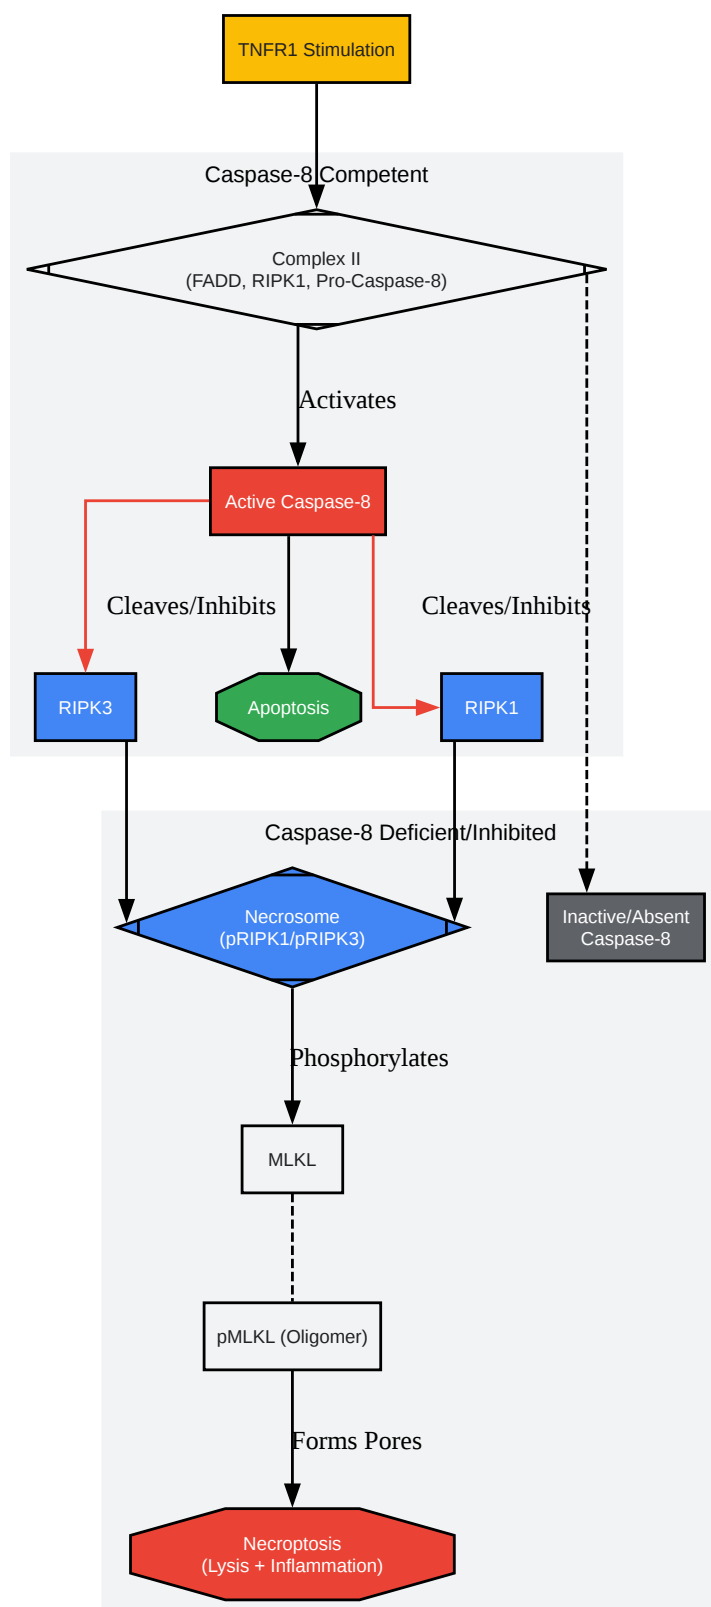 TNFR1 Stimulation
Caspase-8 Competent
Complex II
(FADD, RIPK1, Pro-Caspase-8)
Activates
Active Caspase-8
Cleaves/Inhibits
Cleaves/Inhibits
RIPK3
Apoptosis
RIPK1
Caspase-8 Deficient/Inhibited
Necrosome
(pRIPK1/pRIPK3)
Inactive/Absent
Caspase-8
Phosphorylates
MLKL
pMLKL (Oligomer)
Forms Pores
Necroptosis
(Lysis + Inflammation)